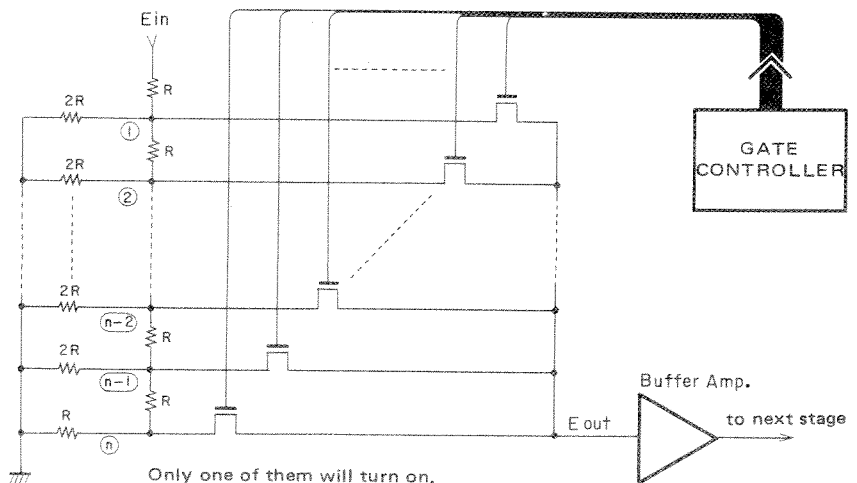 Ein
R
2R
①
R
2R
②
GATE
CONTROLLER
2R
n-2
R
2R
n-1
R
Buffer Amp.
R
n
E out
to next stage
Only one of them will turn on.